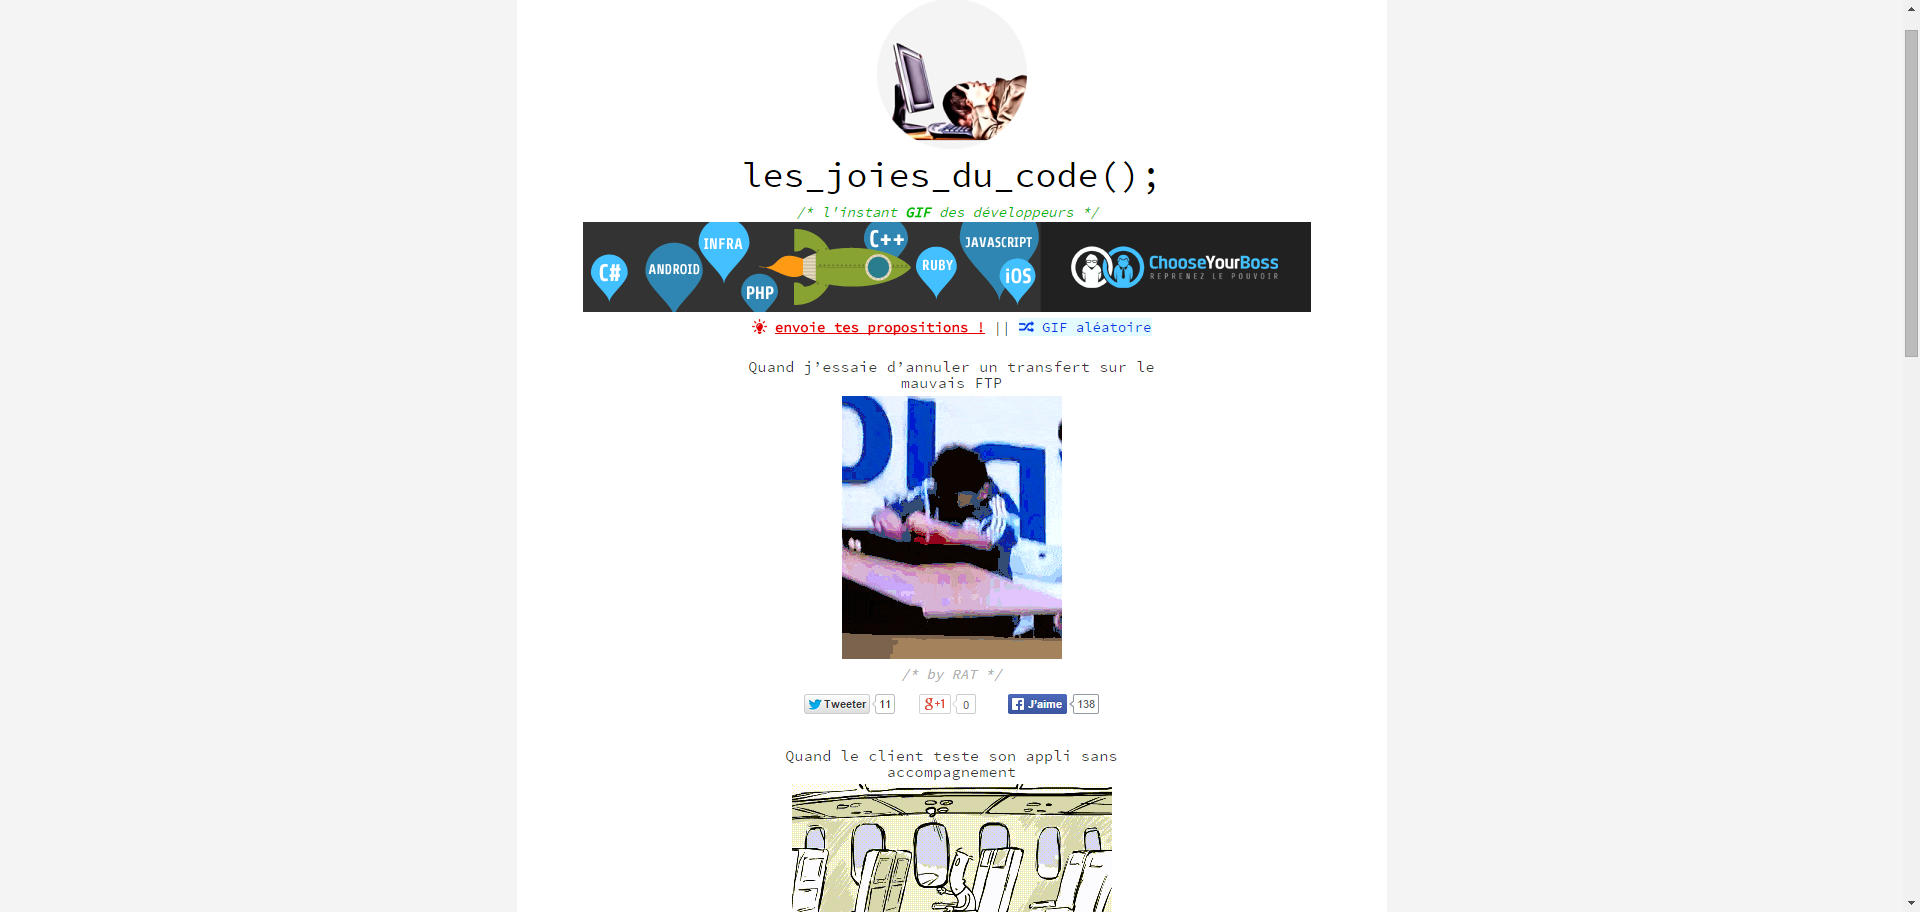 les_joies_du_code();
/* l'instant GIF des développeurs */
C# ANDROID INFRA PHP C++ RUBY JAVASCRIPT iOS ChooseYourBoss
REPRENEZ LE POUVOIR
envoie tes propositions ! || GIF aléatoire
Quand j’essaie d’annuler un transfert sur le
mauvais FTP
/* by RAT */
Tweeter 11 g+1 0 J'aime 138
Quand le client teste son appli sans
accompagnement